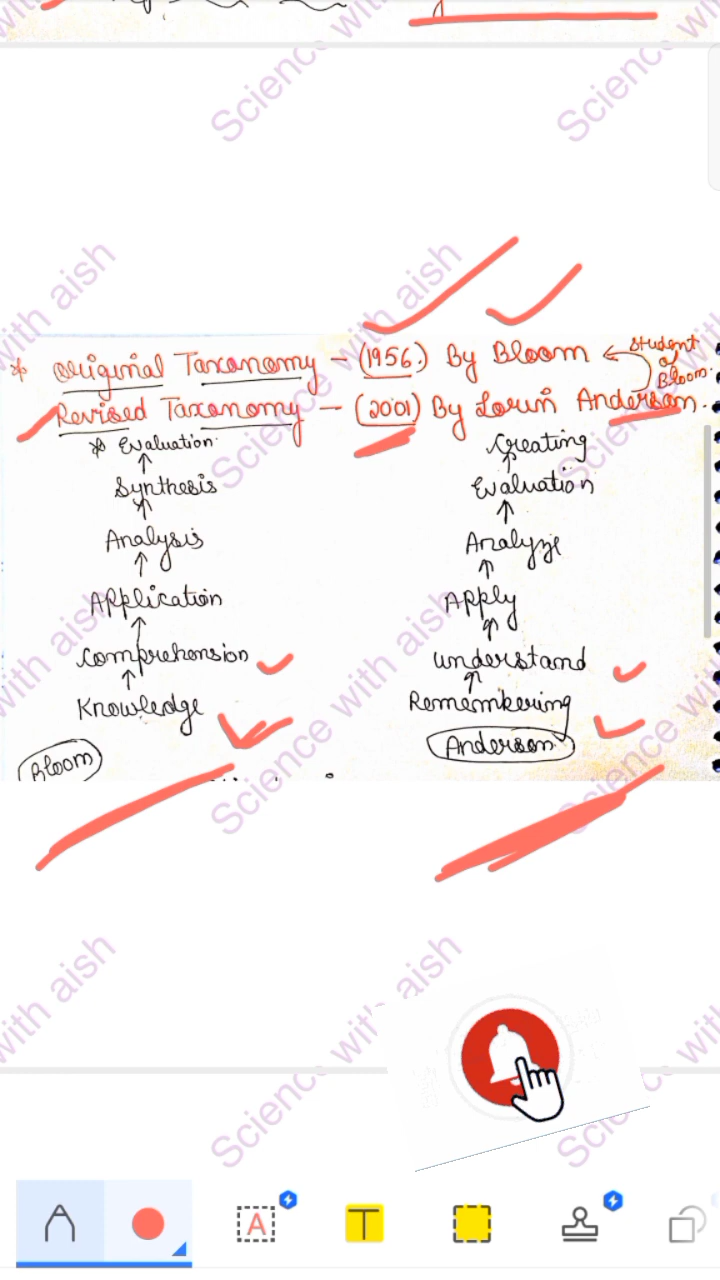 * Original Taxonomy - (1956) By Bloom ← Student of Bloom.
Revised Taxonomy - (2001) By Lorin Anderson.
* Evaluation.
↑
Synthesis
↑
Analysis
↑
Application
↑
Comprehension
↑
Knowledge
Bloom
Creating
↑
Evaluation
↑
Analyze
↑
Apply
↑
understand
↑
Remembering
Anderson
Science with aish
A
T